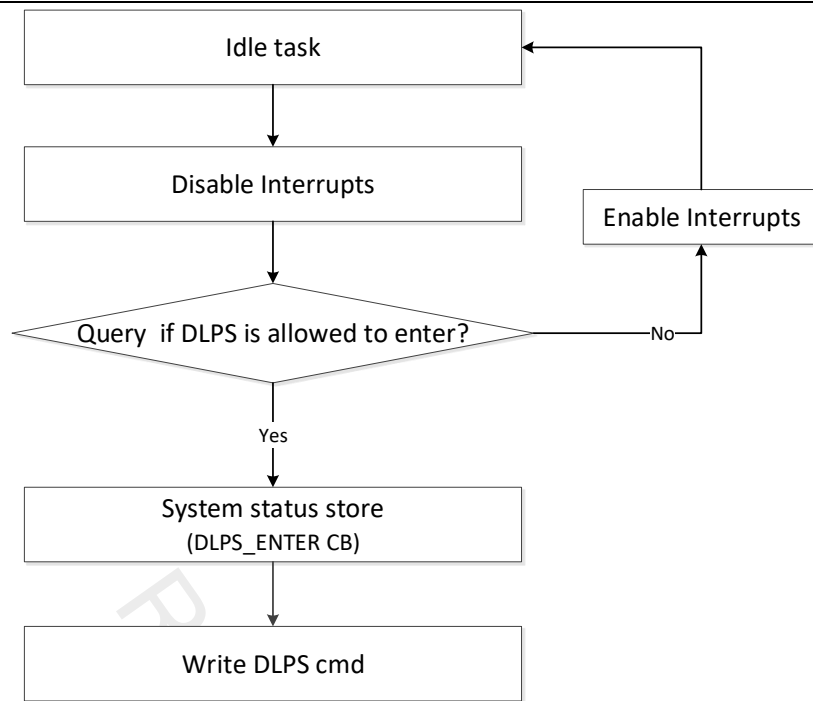 Idle task
Disable Interrupts
Enable Interrupts
Query  if DLPS is allowed to enter?
No
Yes
System status store
(DLPS_ENTER CB)
R
Write DLPS cmd